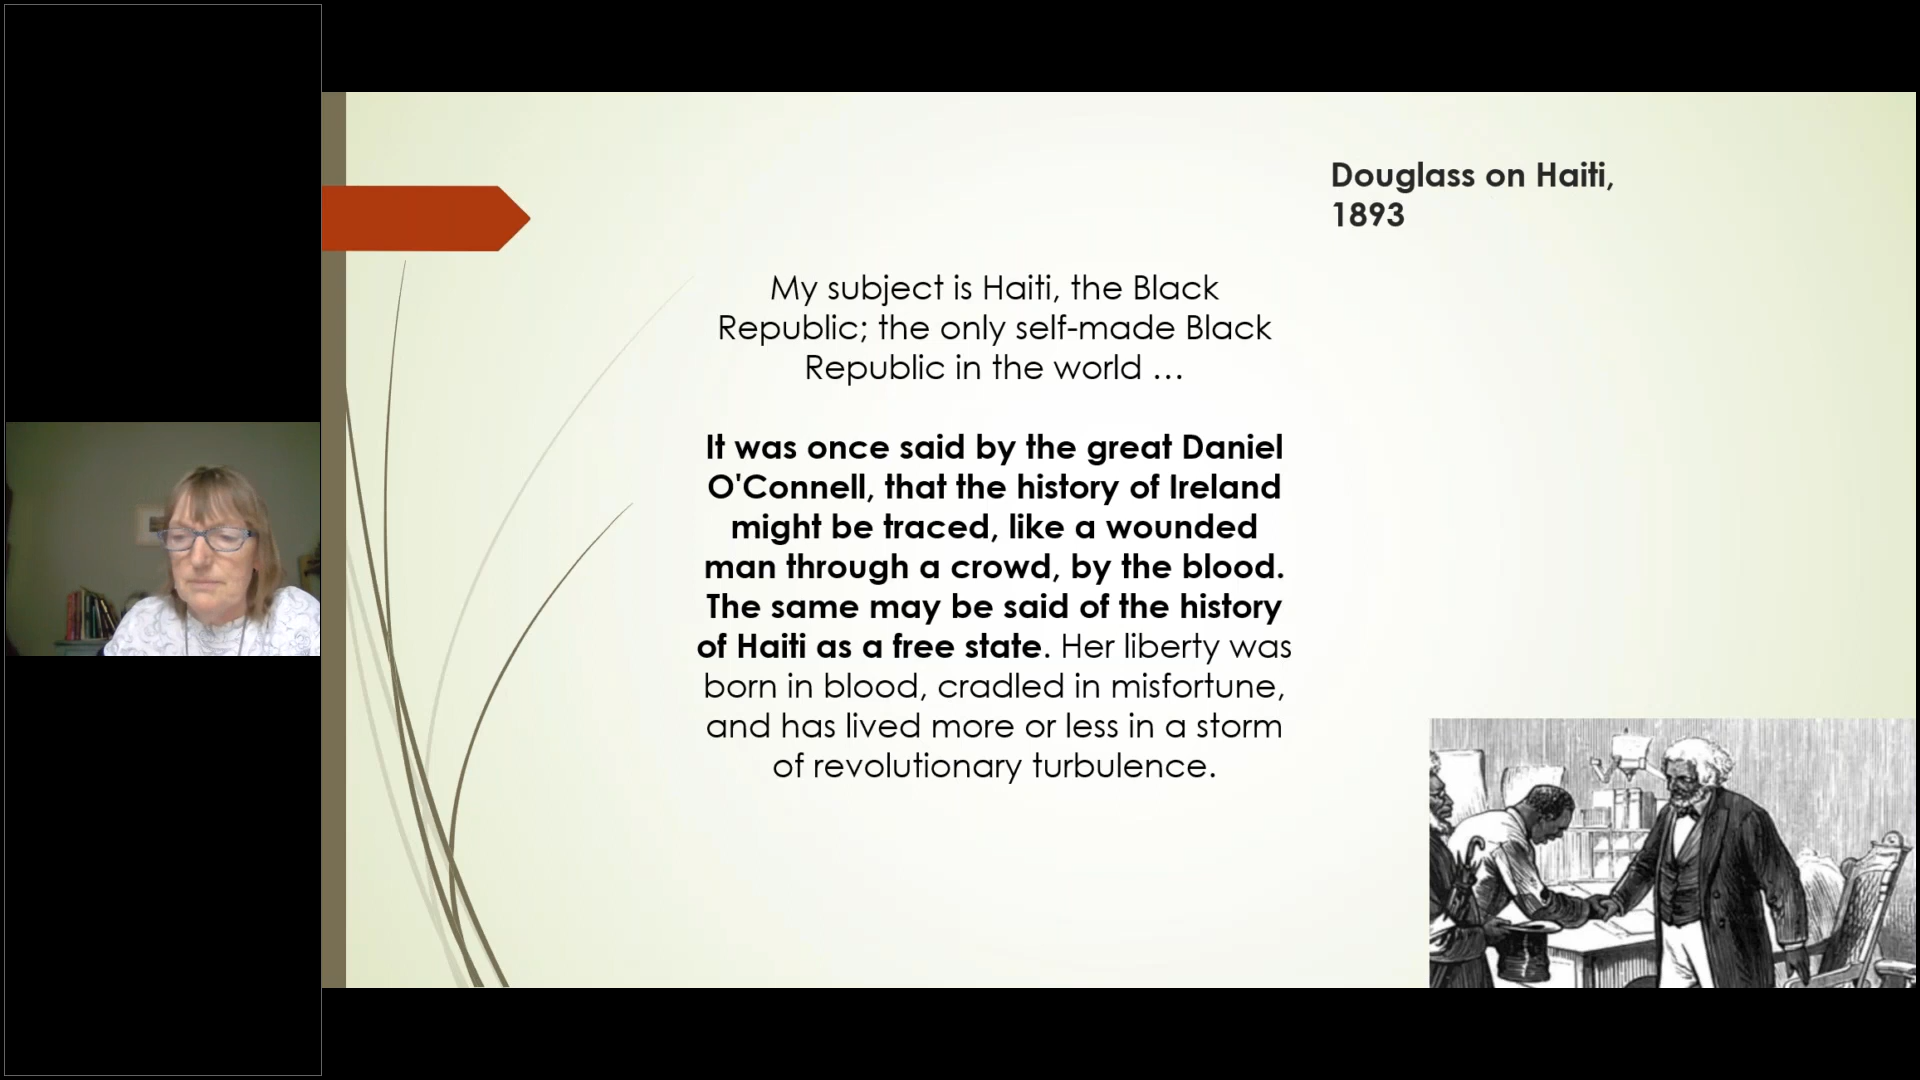 Douglass on Haiti,
1893
My subject is Haiti, the Black
Republic; the only self-made Black
Republic in the world …
It was once said by the great Daniel
O'Connell, that the history of Ireland
might be traced, like a wounded
man through a crowd, by the blood.
The same may be said of the history
of Haiti as a free state. Her liberty was
born in blood, cradled in misfortune,
and has lived more or less in a storm
of revolutionary turbulence.